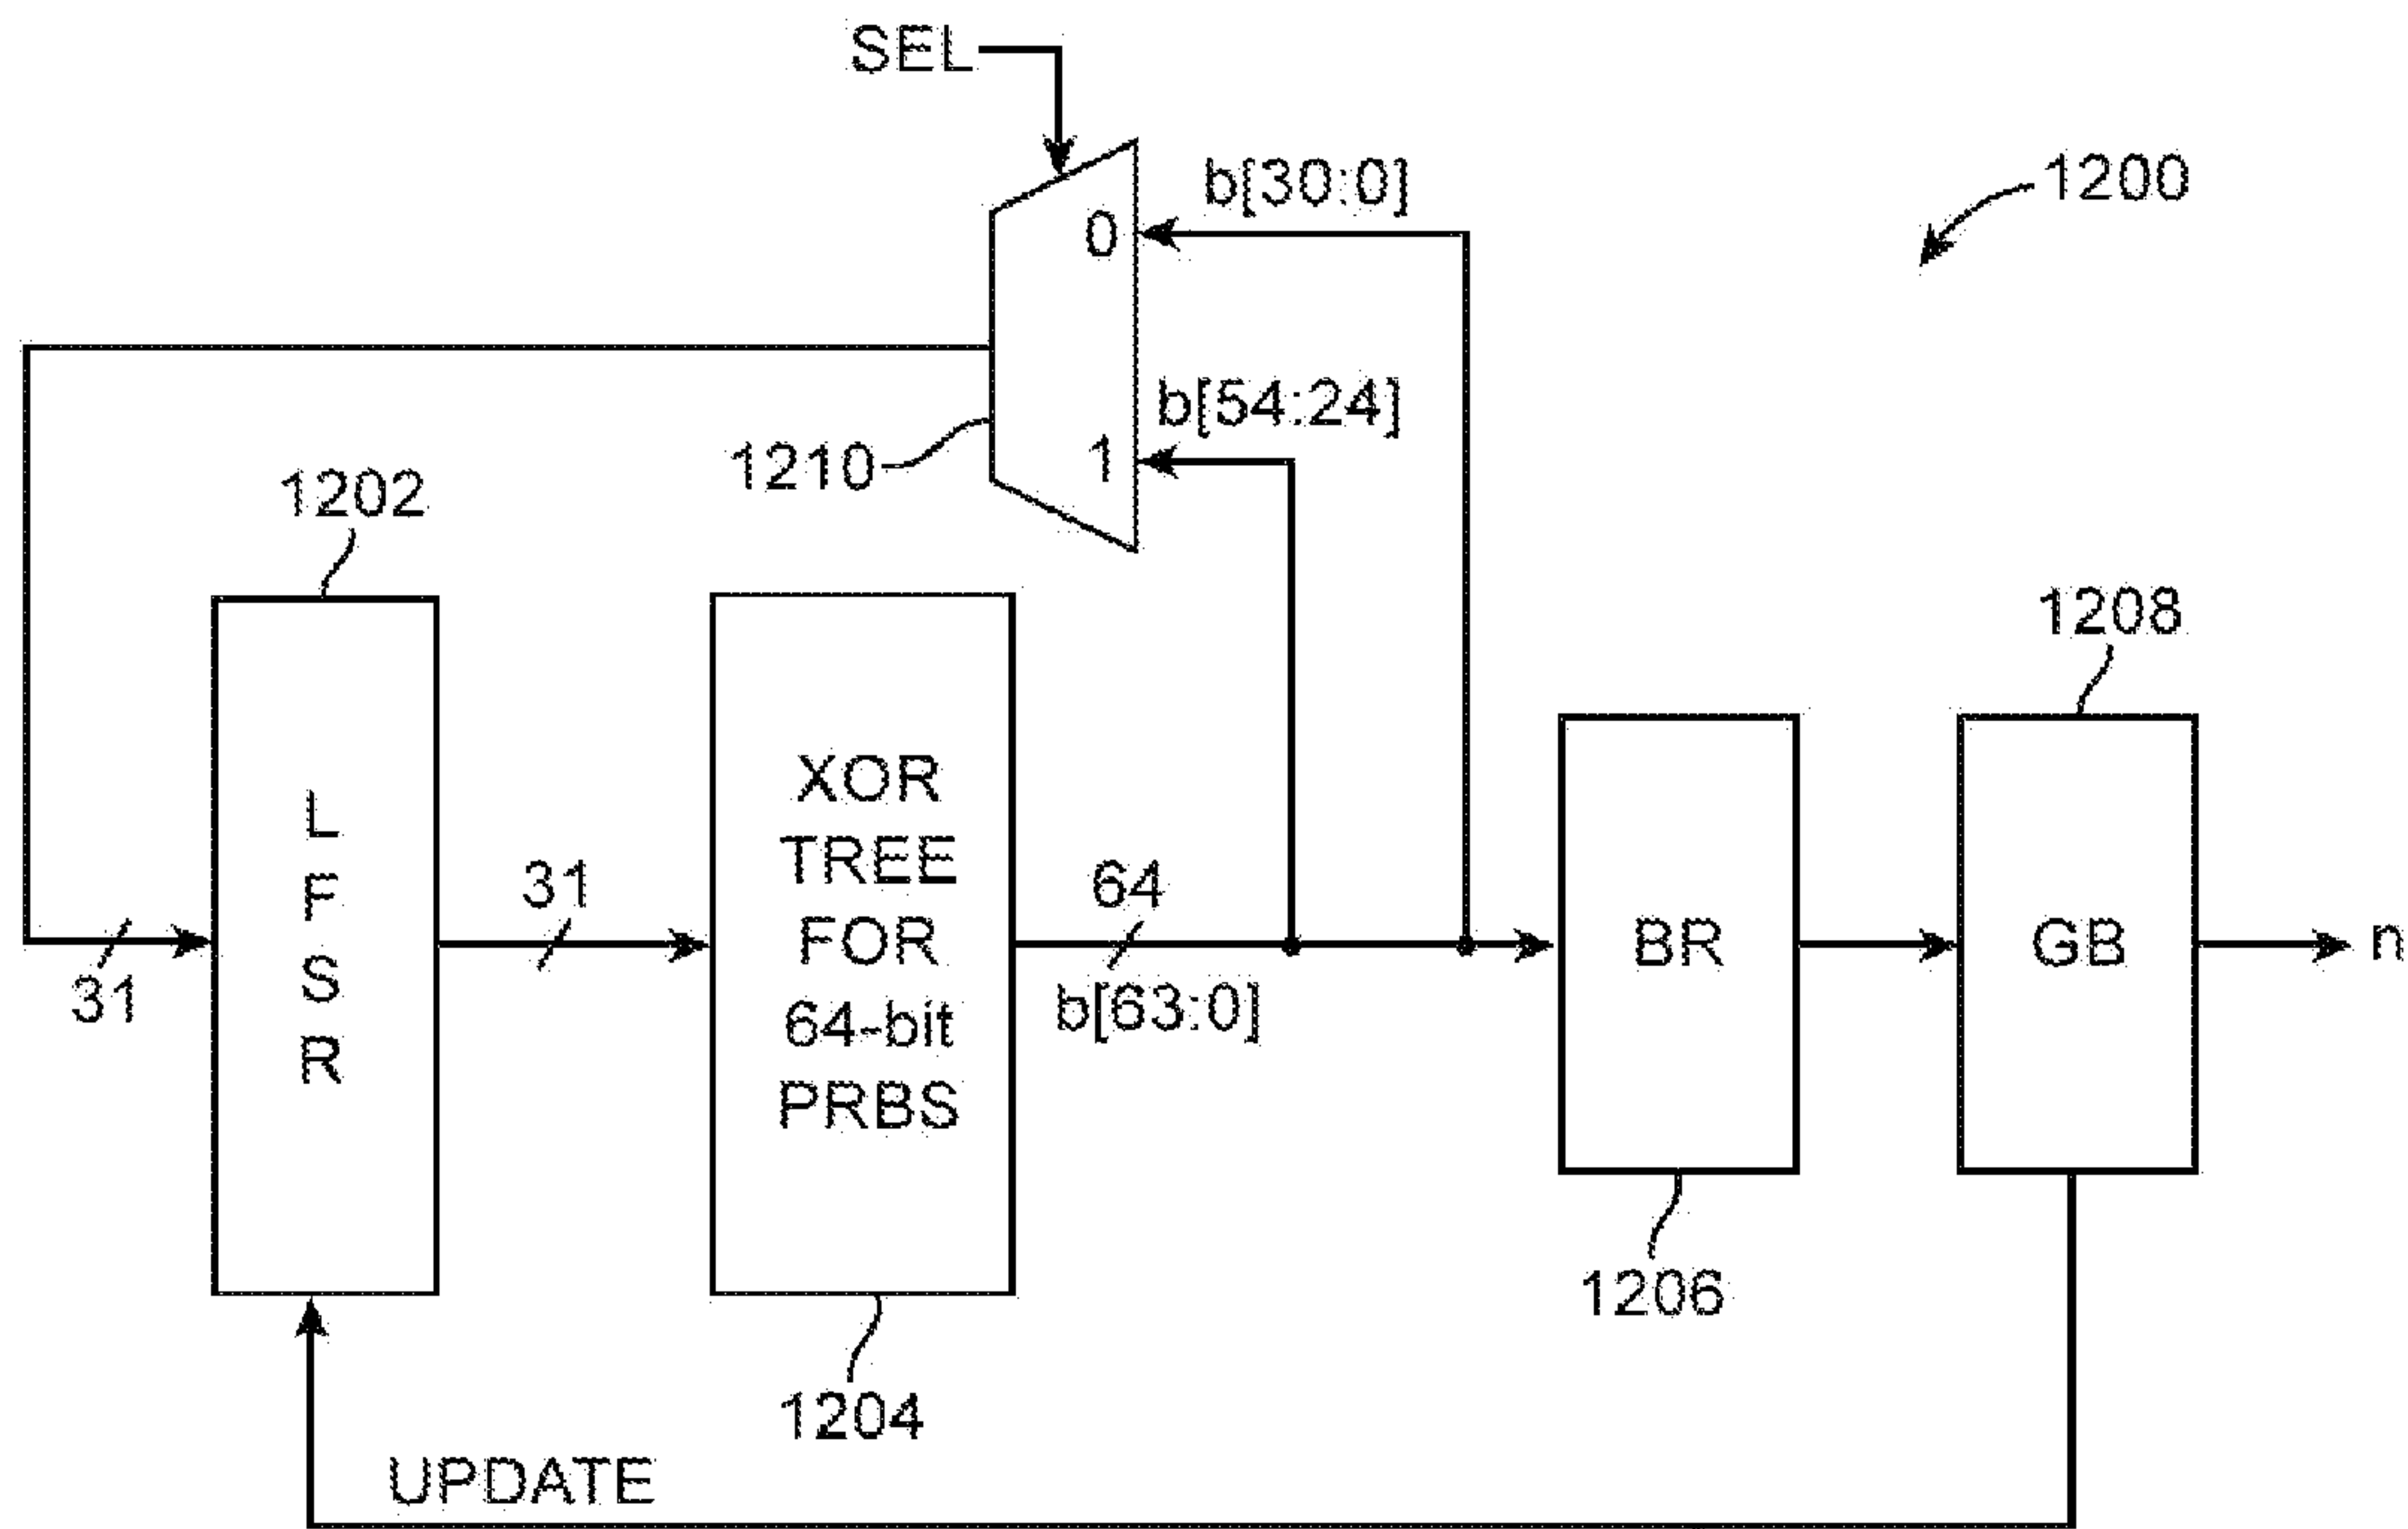 SEL
b[30:0]
1200
0
b[54:24]
1210
1
1202
1208
L
F
S
R
31
31
XOR
TREE
FOR
64-bit
PRBS
64
b[63:0]
BR
GB
n
1206
1204
UPDATE